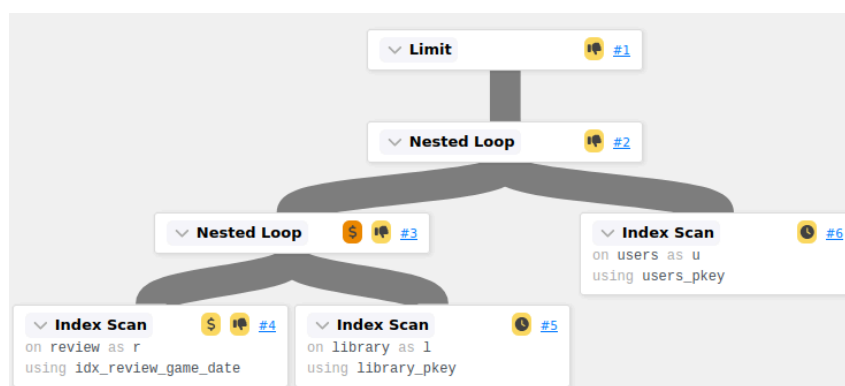 Limit #1
Nested Loop #2
Nested Loop $ #3
Index Scan #6
on users as u
using users_pkey
Index Scan $ #4
on review as r
using idx_review_game_date
Index Scan #5
on library as l
using library_pkey